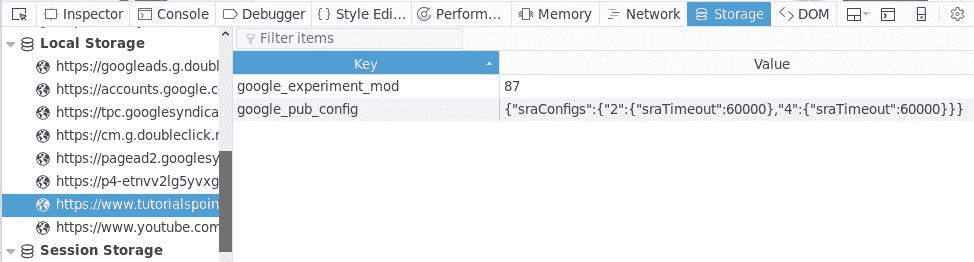 Inspector Console Debugger Style Edi... Perform... Memory Network Storage DOM
Local Storage
Filter items
https://googleads.g.doubl
Key Value
https://accounts.google.c
google_experiment_mod 87
https://tpc.googlesyndica
google_pub_config {"sraConfigs":{"2":{"sraTimeout":60000},"4":{"sraTimeout":60000}}}
https://cm.g.doubleclick.r
https://pagead2.googlesy
https://p4-etnvv2lg5yvxg
https://www.tutorialspoin
https://www.youtube.com
Session Storage